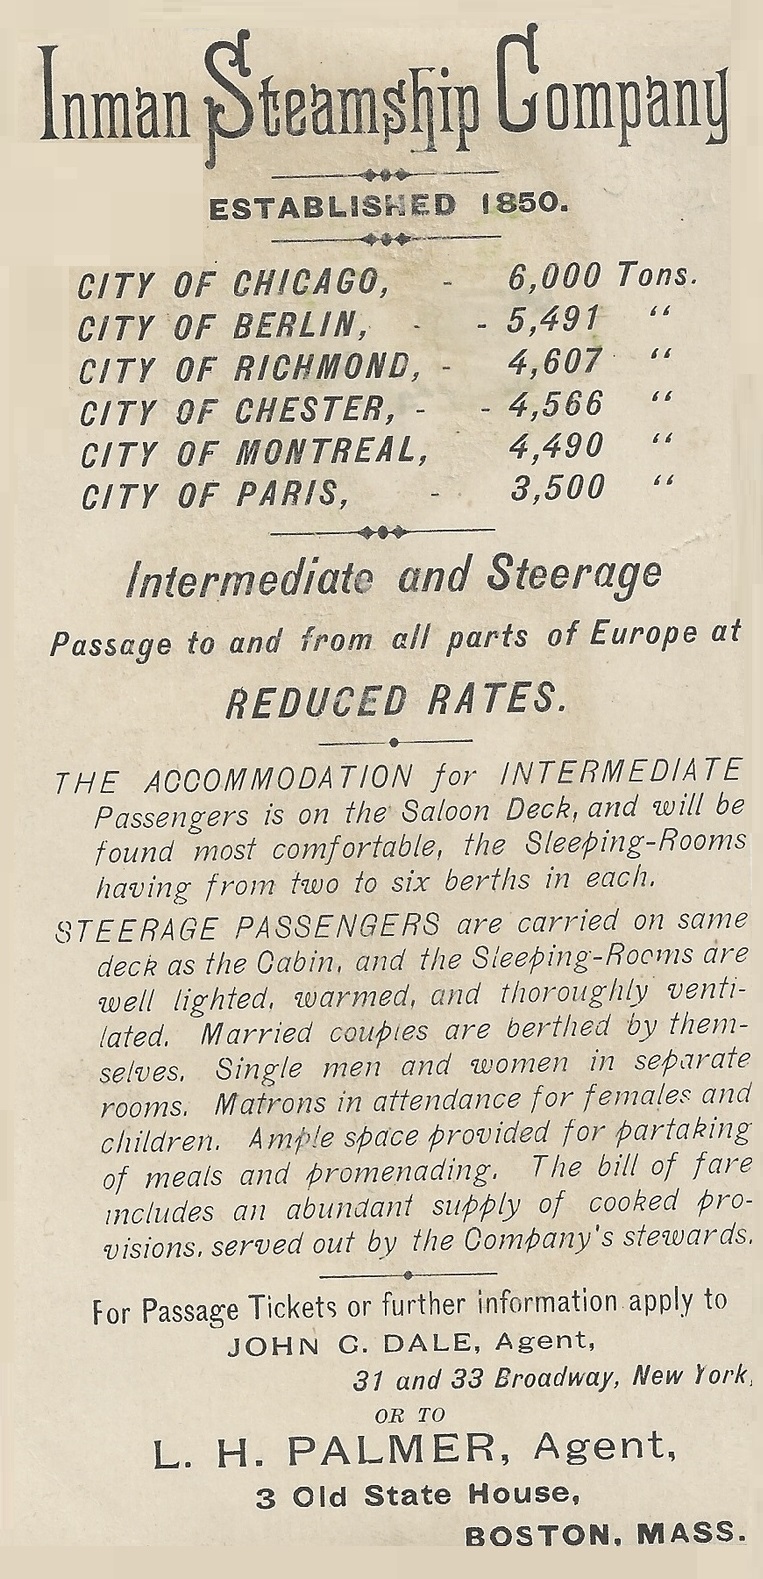 Inman Steamship Company
ESTABLISHED 1850.
CITY OF CHICAGO, - 6,000 Tons.
CITY OF BERLIN, - - 5,491 “
CITY OF RICHMOND, - 4,607 “
CITY OF CHESTER, - - 4,566 “
CITY OF MONTREAL, - 4,490 “
CITY OF PARIS, - 3,500 “
Intermediate and Steerage
Passage to and from all parts of Europe at
REDUCED RATES.
THE ACCOMMODATION for INTERMEDIATE
Passengers is on the Saloon Deck, and will be
found most comfortable, the Sleeping-Rooms
having from two to six berths in each.
STEERAGE PASSENGERS are carried on same
deck as the Cabin, and the Sleeping-Rooms are
well lighted, warmed, and thoroughly venti-
lated. Married couples are berthed by them-
selves. Single men and women in separate
rooms. Matrons in attendance for females and
children. Ample space provided for partaking
of meals and promenading. The bill of fare
includes an abundant supply of cooked pro-
visions, served out by the Company's stewards.
For Passage Tickets or further information apply to
JOHN G. DALE, Agent,
31 and 33 Broadway, New York,
OR TO
L. H. PALMER, Agent,
3 Old State House,
BOSTON, MASS.